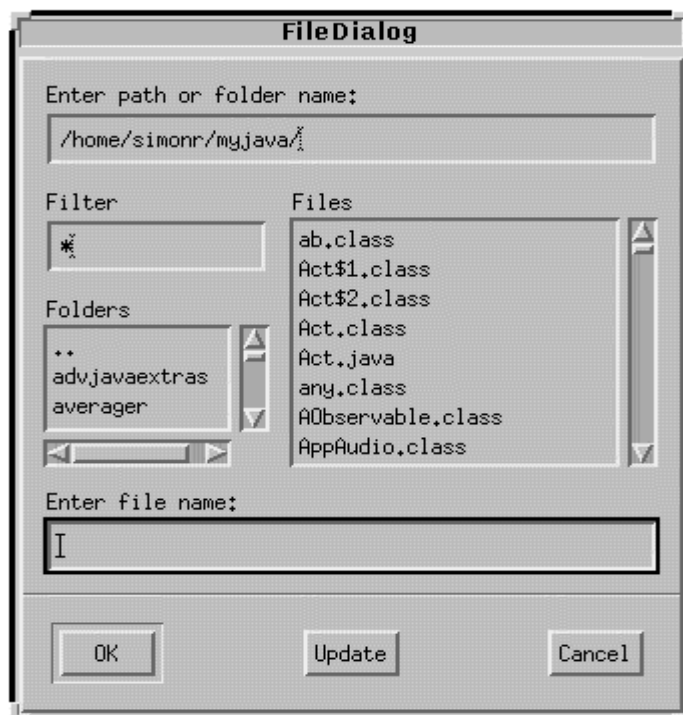 FileDialog
Enter path or folder name:
/home/simonr/myjava/
Filter
*
Folders
..
advjavaextras
averager
Files
ab.class
Act$1.class
Act$2.class
Act.class
Act.java
any.class
AObservable.class
AppAudio.class
Enter file name:
OK
Update
Cancel